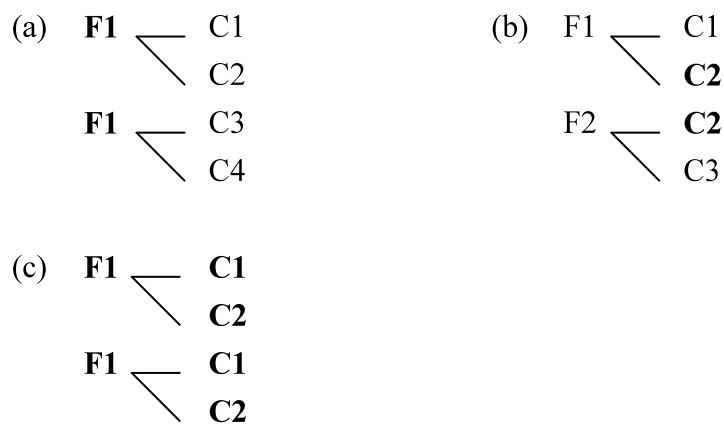 (a) F1 C1 (b) F1 C1
C2 C2
F1 C3 F2 C2
C4 C3
(c) F1 C1
C2
F1 C1
C2